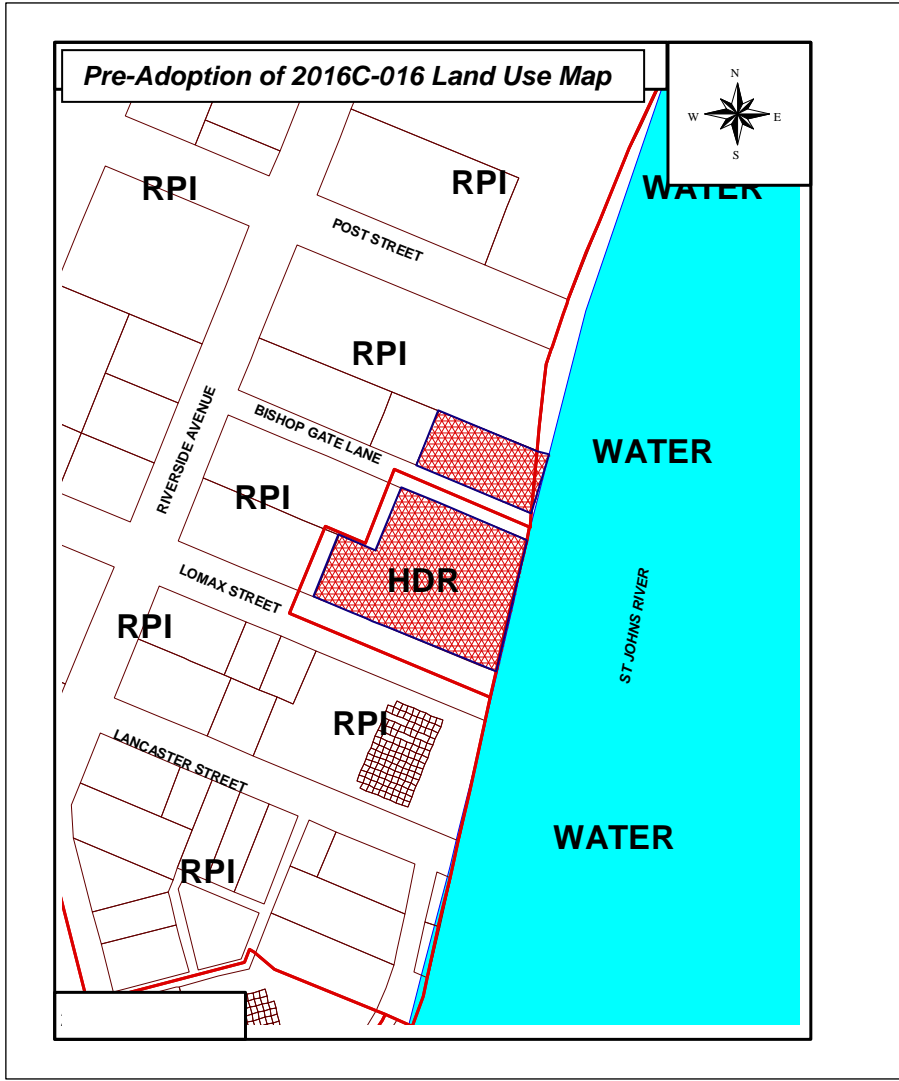 Pre-Adoption of 2016C-016 Land Use Map
N
W E
S
RPI
RPI
WATER
POST STREET
RPI
RIVERSIDE AVENUE
BISHOP GATE LANE
WATER
RPI
HDR
LOMAX STREET
ST JOHNS RIVER
RPI
RPI
LANCASTER STREET
WATER
RPI